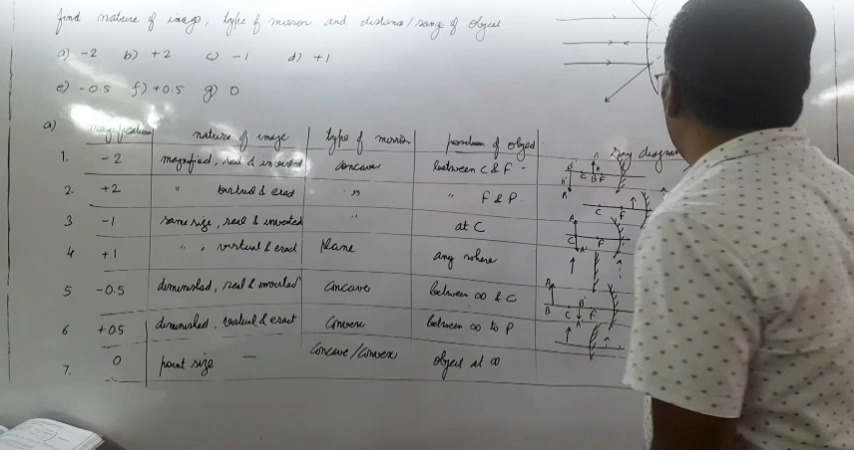 find nature of image, type of mirror and distance/range of object
a) -2 b) +2 c) -1 d) +1
e) -0.5 f) +0.5 g) 0
a) magnification nature of image type of mirror position of object Ray diagram
1. -2 magnified, real & inverted concave between C & F -
2. +2 " virtual & erect " " F & P
3 -1 same size, real & inverted " at C
4 +1 " , virtual & erect Plane any where
5. -0.5 diminished, real & inverted concave between ∞ & C
6. +0.5 diminished, virtual & erect Convex between ∞ to P
7. 0 point size — Concave/Convex object at ∞